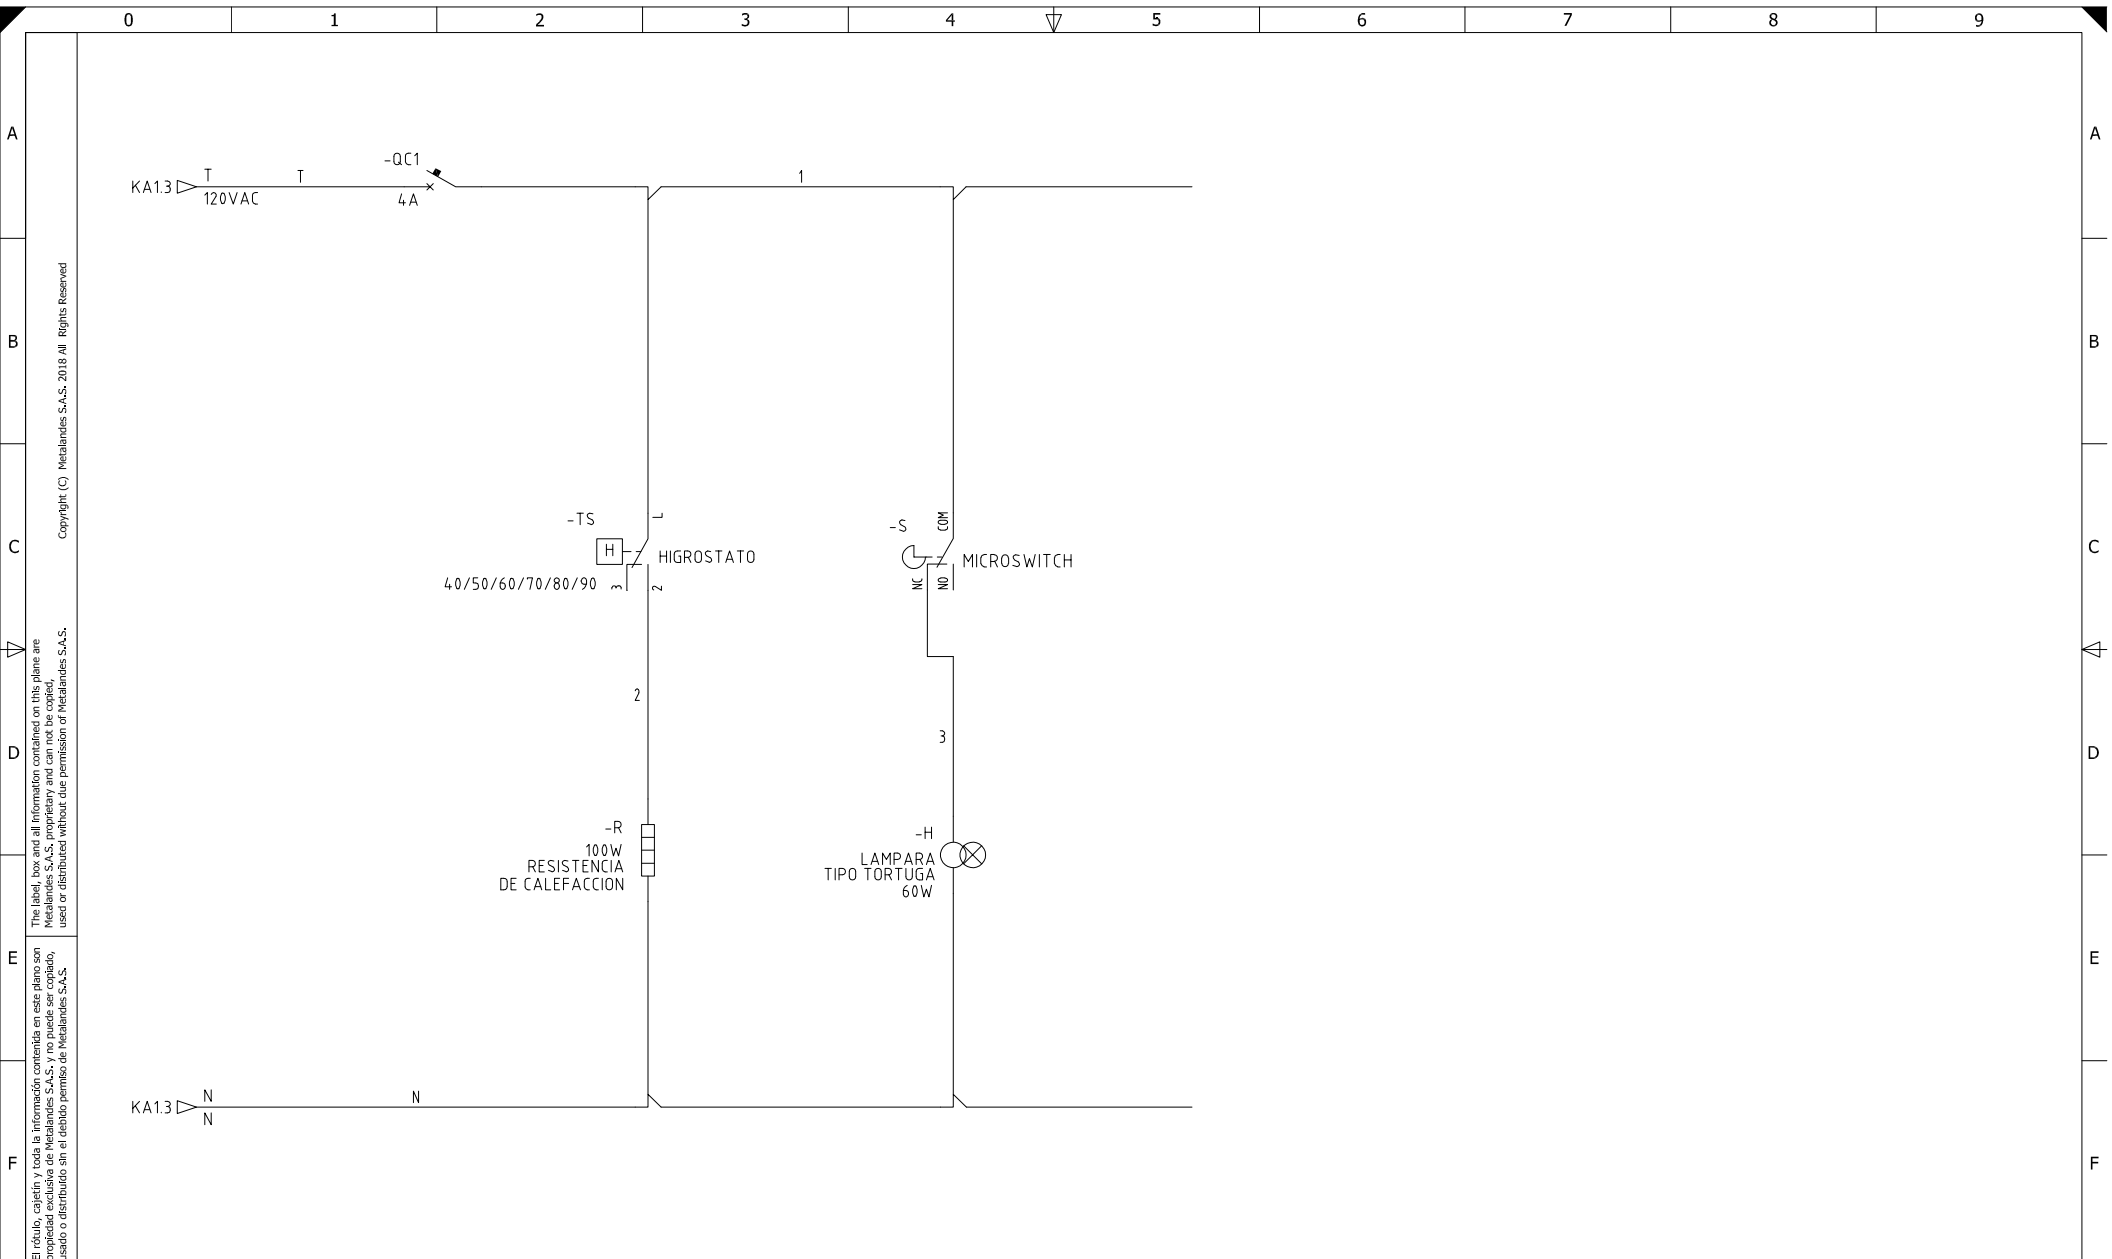 0 1 2 3 4 5 6 7 8 9
A A
-QC1
KA1.3 T T 1
120VAC 4A
B B
Copyright (C) Metalandes S.A.S. 2018 All Rights Reserved
-TS L
-S COM
C C
H HIGROSTATO
MICROSWITCH
40/50/60/70/80/90 3 2
NC NO
The label, box and all information contained on this plane are
Metalandes S.A.S. proprietary and can not be copied,
used or distributed without due permission of Metalandes S.A.S.
2
3
D D
-R
100W
RESISTENCIA
DE CALEFACCION
-H
LAMPARA
TIPO TORTUGA
60W
E E
El rótulo, cajetín y toda la información contenida en este plano son
propiedad exclusiva de Metalandes S.A.S. y no puede ser copiado,
usado o distribuido sin el debido permiso de Metalandes S.A.S.
KA1.3 N N
N
F F